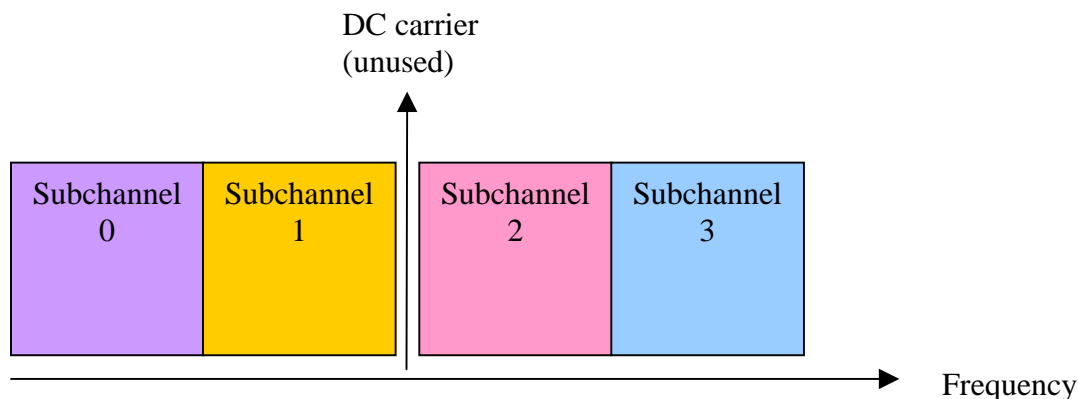 DC carrier
(unused)
Subchannel
0
Subchannel
1
Subchannel
2
Subchannel
3
Frequency